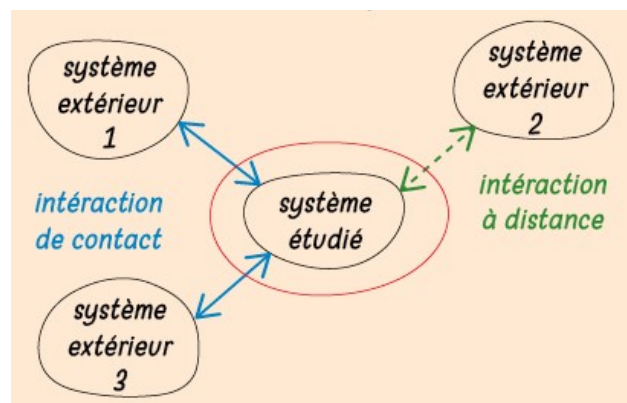 système
extérieur
1
système
extérieur
2
intéraction
de contact
système
étudié
intéraction
à distance
système
extérieur
3